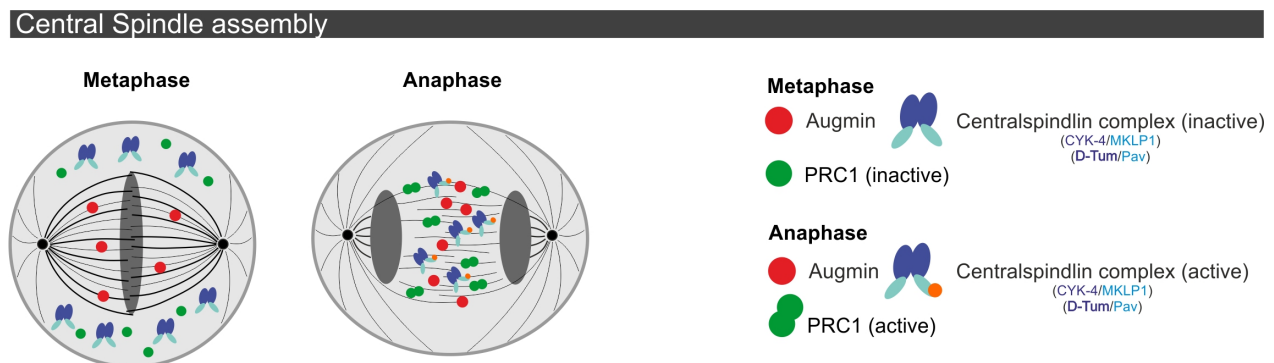 Central Spindle assembly
Metaphase
Anaphase
Metaphase
Augmin
Centralspindlin complex (inactive)
(CYK-4/MKLP1)
(D-Tum/Pav)
PRC1 (inactive)
Anaphase
Augmin
Centralspindlin complex (active)
(CYK-4/MKLP1)
(D-Tum/Pav)
PRC1 (active)